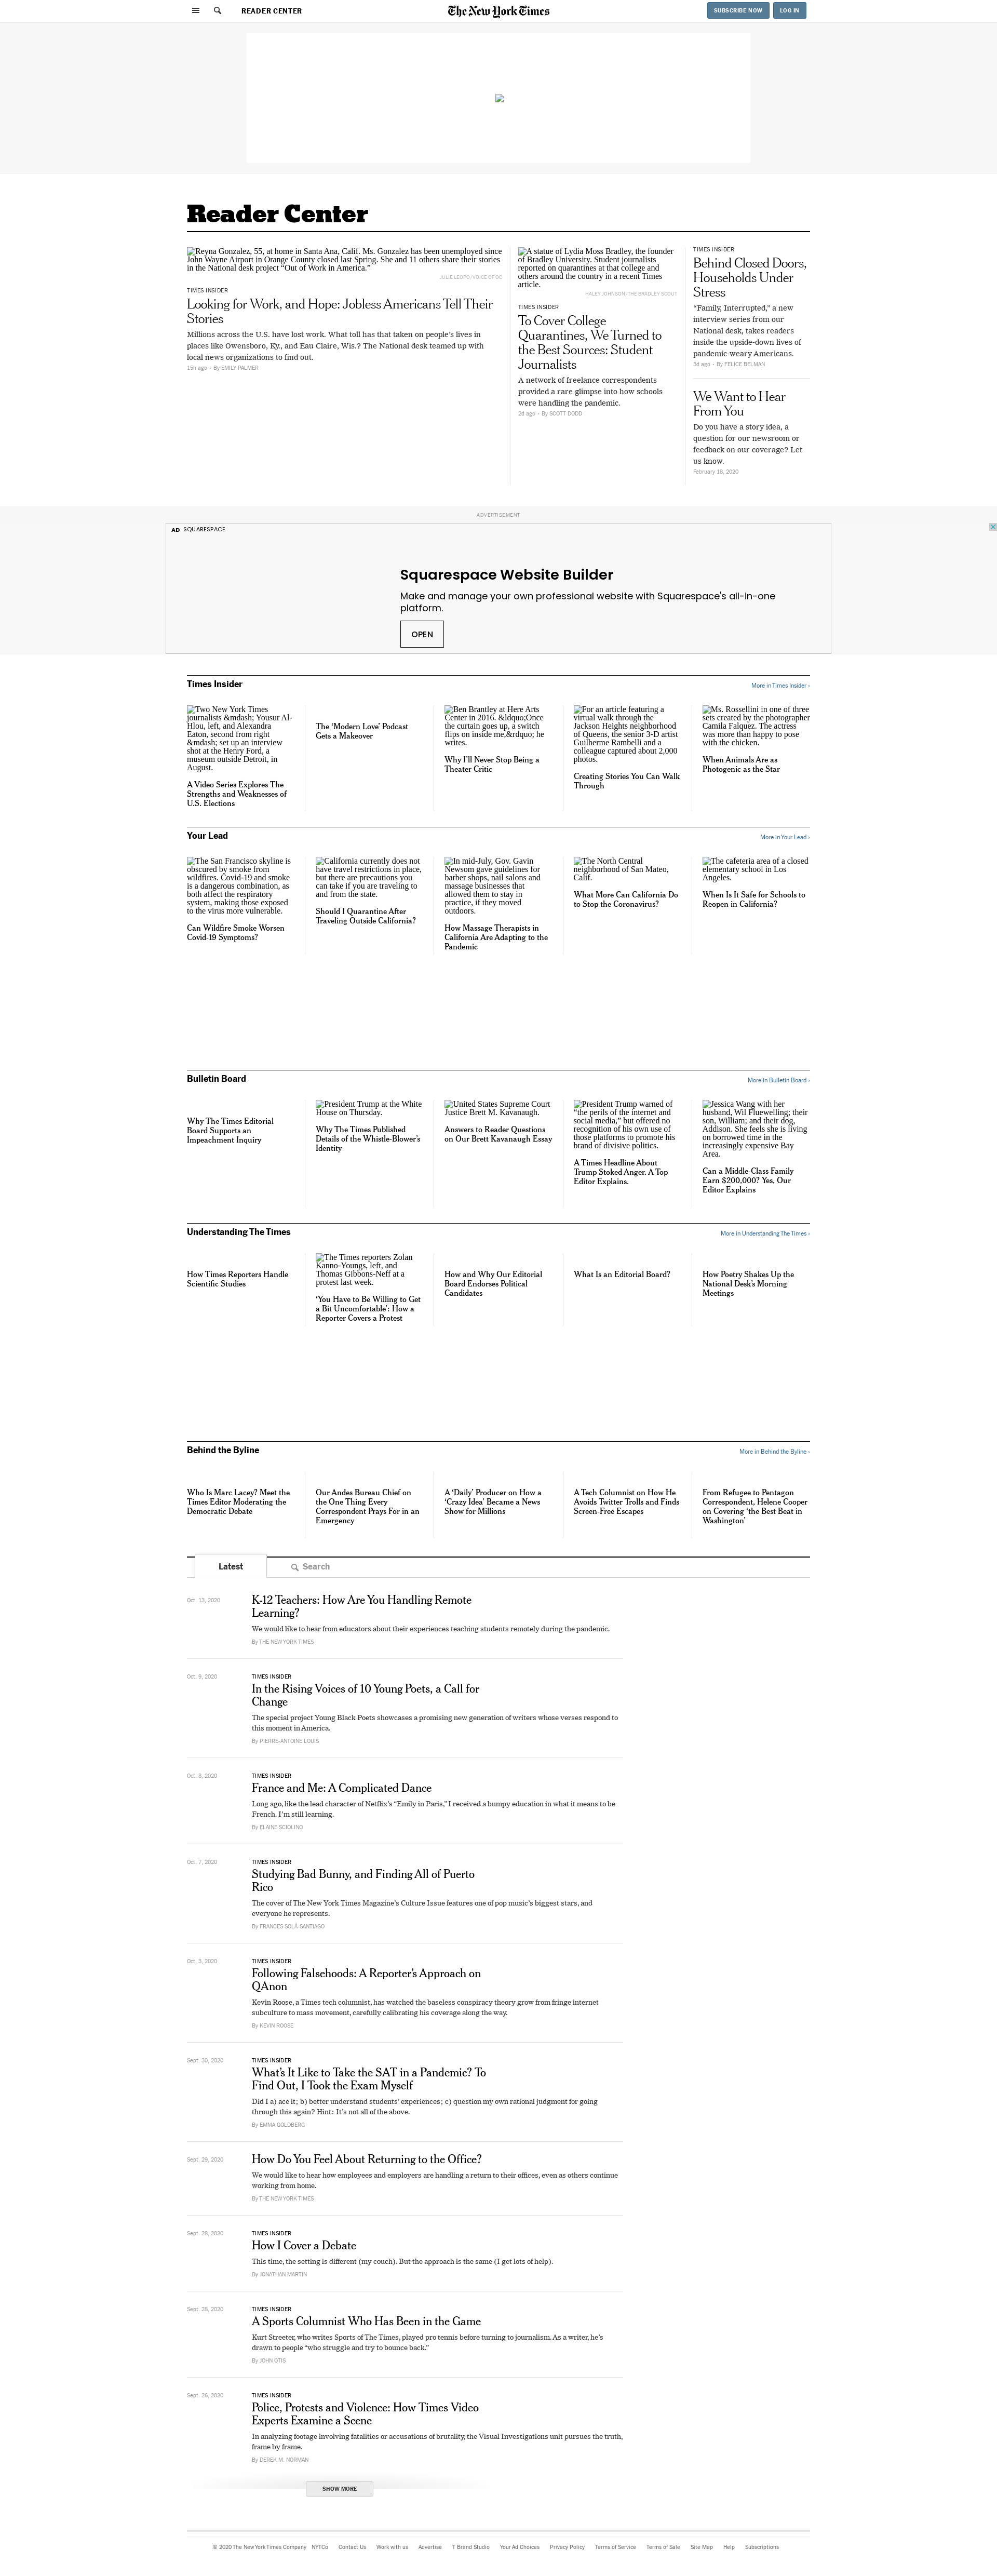 READER CENTER
The New York Times
SUBSCRIBE NOW
LOG IN
Reader Center
Reyna Gonzalez, 55, at home in Santa Ana, Calif. Ms. Gonzalez has been unemployed since
John Wayne Airport in Orange County closed last Spring. She and 11 others share their stories
in the National desk project “Out of Work in America.”
JULIE LEOPO/VOICE OF OC
TIMES INSIDER
Looking for Work, and Hope: Jobless Americans Tell Their
Stories
Millions across the U.S. have lost work. What toll has that taken on people’s lives in
places like Owensboro, Ky., and Eau Claire, Wis.? The National desk teamed up with
local news organizations to find out.
15h ago - By EMILY PALMER
A statue of Lydia Moss Bradley, the founder
of Bradley University. Student journalists
reported on quarantines at that college and
others around the country in a recent Times
article.
HALEY JOHNSON/THE BRADLEY SCOUT
TIMES INSIDER
To Cover College
Quarantines, We Turned to
the Best Sources: Student
Journalists
A network of freelance correspondents
provided a rare glimpse into how schools
were handling the pandemic.
2d ago - By SCOTT DODD
TIMES INSIDER
Behind Closed Doors,
Households Under
Stress
“Family, Interrupted,” a new
interview series from our
National desk, takes readers
inside the upside-down lives of
pandemic-weary Americans.
3d ago - By FELICE BELMAN
We Want to Hear
From You
Do you have a story idea, a
question for our newsroom or
feedback on our coverage? Let
us know.
February 18, 2020
ADVERTISEMENT
AD SQUARESPACE
Squarespace Website Builder
Make and manage your own professional website with Squarespace's all-in-one
platform.
OPEN
Times Insider
More in Times Insider ›
Two New York Times
journalists &mdash; Yousur Al-
Hlou, left, and Alexandra
Eaton, second from right
&mdash; set up an interview
shot at the Henry Ford, a
museum outside Detroit, in
August.
A Video Series Explores The
Strengths and Weaknesses of
U.S. Elections
The ‘Modern Love’ Podcast
Gets a Makeover
Ben Brantley at Here Arts
Center in 2016. &ldquo;Once
the curtain goes up, a switch
flips on inside me,&rdquo; he
writes.
Why I’ll Never Stop Being a
Theater Critic
For an article featuring a
virtual walk through the
Jackson Heights neighborhood
of Queens, the senior 3-D artist
Guilherme Rambelli and a
colleague captured about 2,000
photos.
Creating Stories You Can Walk
Through
Ms. Rossellini in one of three
sets created by the photographer
Camila Falquez. The actress
was more than happy to pose
with the chicken.
When Animals Are as
Photogenic as the Star
Your Lead
More in Your Lead ›
The San Francisco skyline is
obscured by smoke from
wildfires. Covid-19 and smoke
is a dangerous combination, as
both affect the respiratory
system, making those exposed
to the virus more vulnerable.
Can Wildfire Smoke Worsen
Covid-19 Symptoms?
California currently does not
have travel restrictions in place,
but there are precautions you
can take if you are traveling to
and from the state.
Should I Quarantine After
Traveling Outside California?
In mid-July, Gov. Gavin
Newsom gave guidelines for
barber shops, nail salons and
massage businesses that
allowed them to stay in
practice, if they moved
outdoors.
How Massage Therapists in
California Are Adapting to the
Pandemic
The North Central
neighborhood of San Mateo,
Calif.
What More Can California Do
to Stop the Coronavirus?
The cafeteria area of a closed
elementary school in Los
Angeles.
When Is It Safe for Schools to
Reopen in California?
Bulletin Board
More in Bulletin Board ›
Why The Times Editorial
Board Supports an
Impeachment Inquiry
President Trump at the White
House on Thursday.
Why The Times Published
Details of the Whistle-Blower’s
Identity
United States Supreme Court
Justice Brett M. Kavanaugh.
Answers to Reader Questions
on Our Brett Kavanaugh Essay
President Trump warned of
“the perils of the internet and
social media,” but offered no
recognition of his own use of
those platforms to promote his
brand of divisive politics.
A Times Headline About
Trump Stoked Anger. A Top
Editor Explains.
Jessica Wang with her
husband, Wil Fluewelling; their
son, William; and their dog,
Addison. She feels she is living
on borrowed time in the
increasingly expensive Bay
Area.
Can a Middle-Class Family
Earn $200,000? Yes, Our
Editor Explains
Understanding The Times
More in Understanding The Times ›
How Times Reporters Handle
Scientific Studies
The Times reporters Zolan
Kanno-Youngs, left, and
Thomas Gibbons-Neff at a
protest last week.
‘You Have to Be Willing to Get
a Bit Uncomfortable’: How a
Reporter Covers a Protest
How and Why Our Editorial
Board Endorses Political
Candidates
What Is an Editorial Board?
How Poetry Shakes Up the
National Desk’s Morning
Meetings
Behind the Byline
More in Behind the Byline ›
Who Is Marc Lacey? Meet the
Times Editor Moderating the
Democratic Debate
Our Andes Bureau Chief on
the One Thing Every
Correspondent Prays For in an
Emergency
A ‘Daily’ Producer on How a
‘Crazy Idea’ Became a News
Show for Millions
A Tech Columnist on How He
Avoids Twitter Trolls and Finds
Screen-Free Escapes
From Refugee to Pentagon
Correspondent, Helene Cooper
on Covering ‘the Best Beat in
Washington’
Latest
Search
Oct. 13, 2020
K-12 Teachers: How Are You Handling Remote
Learning?
We would like to hear from educators about their experiences teaching students remotely during the pandemic.
By THE NEW YORK TIMES
Oct. 9, 2020
TIMES INSIDER
In the Rising Voices of 10 Young Poets, a Call for
Change
The special project Young Black Poets showcases a promising new generation of writers whose verses respond to
this moment in America.
By PIERRE-ANTOINE LOUIS
Oct. 8, 2020
TIMES INSIDER
France and Me: A Complicated Dance
Long ago, like the lead character of Netflix’s “Emily in Paris,” I received a bumpy education in what it means to be
French. I’m still learning.
By ELAINE SCIOLINO
Oct. 7, 2020
TIMES INSIDER
Studying Bad Bunny, and Finding All of Puerto
Rico
The cover of The New York Times Magazine’s Culture Issue features one of pop music’s biggest stars, and
everyone he represents.
By FRANCES SOLÁ-SANTIAGO
Oct. 3, 2020
TIMES INSIDER
Following Falsehoods: A Reporter’s Approach on
QAnon
Kevin Roose, a Times tech columnist, has watched the baseless conspiracy theory grow from fringe internet
subculture to mass movement, carefully calibrating his coverage along the way.
By KEVIN ROOSE
Sept. 30, 2020
TIMES INSIDER
What’s It Like to Take the SAT in a Pandemic? To
Find Out, I Took the Exam Myself
Did I a) ace it; b) better understand students’ experiences; c) question my own rational judgment for going
through this again? Hint: It’s not all of the above.
By EMMA GOLDBERG
Sept. 29, 2020
How Do You Feel About Returning to the Office?
We would like to hear how employees and employers are handling a return to their offices, even as others continue
working from home.
By THE NEW YORK TIMES
Sept. 28, 2020
TIMES INSIDER
How I Cover a Debate
This time, the setting is different (my couch). But the approach is the same (I get lots of help).
By JONATHAN MARTIN
Sept. 28, 2020
TIMES INSIDER
A Sports Columnist Who Has Been in the Game
Kurt Streeter, who writes Sports of The Times, played pro tennis before turning to journalism. As a writer, he’s
drawn to people “who struggle and try to bounce back.”
By JOHN OTIS
Sept. 26, 2020
TIMES INSIDER
Police, Protests and Violence: How Times Video
Experts Examine a Scene
In analyzing footage involving fatalities or accusations of brutality, the Visual Investigations unit pursues the truth,
frame by frame.
By DEREK M. NORMAN
SHOW MORE
© 2020 The New York Times Company NYTCo Contact Us Work with us Advertise T Brand Studio Your Ad Choices Privacy Policy Terms of Service Terms of Sale Site Map Help Subscriptions